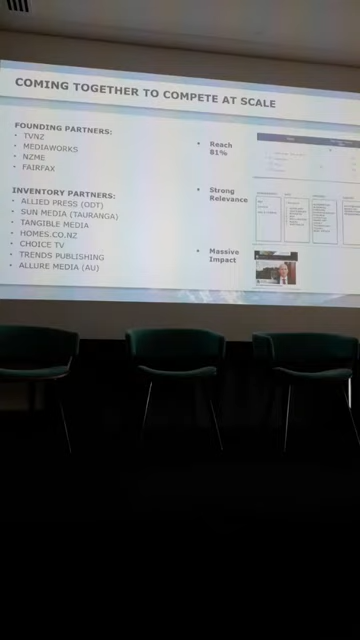 COMING TOGETHER TO COMPETE AT SCALE
FOUNDING PARTNERS:
• TVNZ
• MEDIAWORKS
• NZME
• FAIRFAX
INVENTORY PARTNERS:
• ALLIED PRESS (ODT)
• SUN MEDIA (TAURANGA)
• TANGIBLE MEDIA
• HOMES.CO.NZ
• CHOICE TV
• TRENDS PUBLISHING
• ALLURE MEDIA (AU)
• Reach
81%
• Strong
Relevance
• Massive
Impact